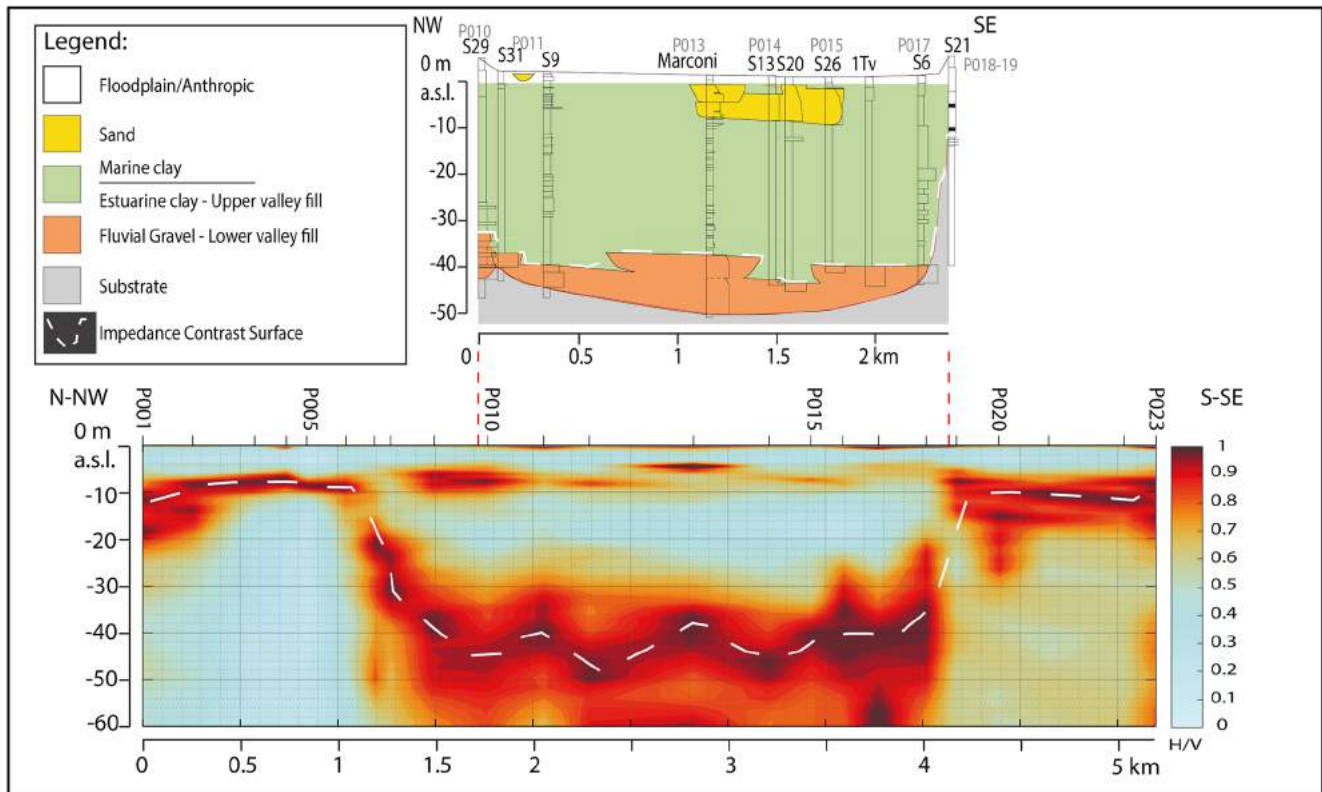 Legend:
Floodplain/Anthropic
Sand
Marine clay
Estuarine clay - Upper valley fill
Fluvial Gravel - Lower valley fill
Substrate
Impedance Contrast Surface
NW
SE
P010
P011
P013
P014
P015
P017
S21
S29
S31
S9
Marconi
S13
S20
S26
1Tv
S6
P018-19
0 m
a.s.l.
-10
-20
-30
-40
-50
0
0.5
1
1.5
2 km
N-NW
S-SE
P001
P005
P010
P015
P020
P023
0 m
a.s.l.
-10
-20
-30
-40
-50
-60
1
0.9
0.8
0.7
0.6
0.5
0.4
0.3
0.2
0.1
0
H/V
0
0.5
1
1.5
2
2.5
3
3.5
4
5 km